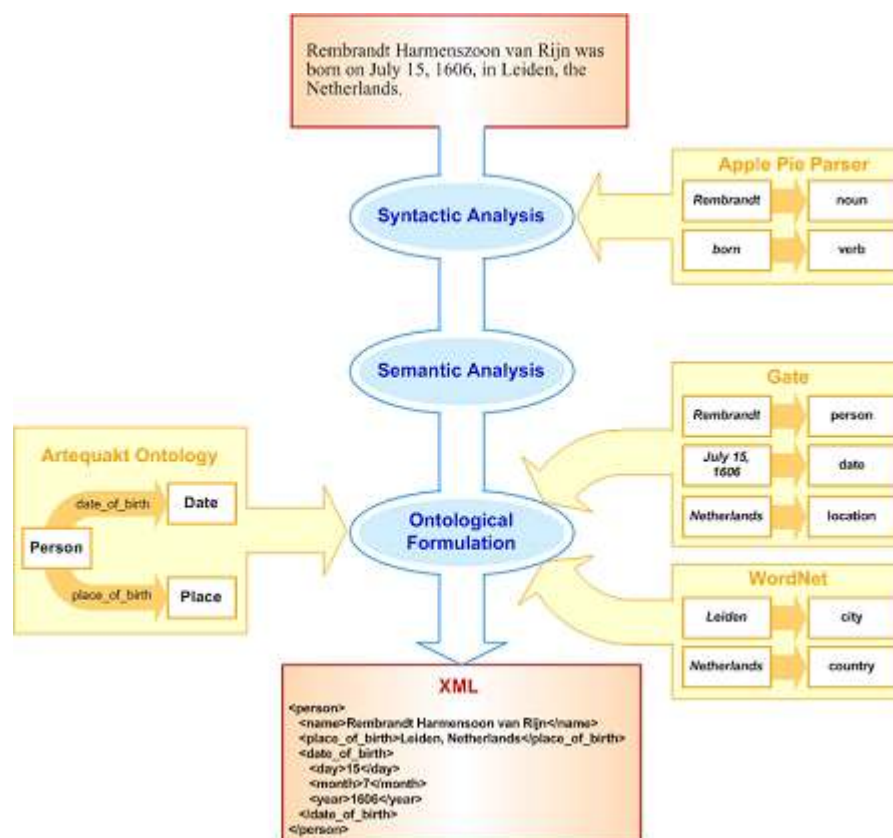 Rembrandt Harmenszoon van Rijn was
born on July 15, 1606, in Leiden, the
Netherlands.
Apple Pie Parser
Rembrandt
noun
born
verb
Syntactic Analysis
Semantic Analysis
Gate
Rembrandt
person
July 15,
1606
date
Netherlands
location
Artequakt Ontology
date_of_birth
Date
Person
place_of_birth
Place
Ontological
Formulation
WordNet
Leiden
city
Netherlands
country
XML
<person>
<name>Rembrandt Harmensoon van Rijn</name>
<place_of_birth>Leiden, Netherlands</place_of_birth>
<date_of_birth>
<day>15</day>
<month>7</month>
<year>1606</year>
</date_of_birth>
</person>